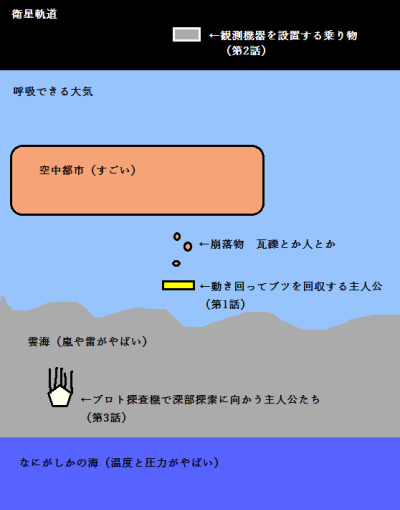 衛星軌道
←観測機器を設置する乗り物
（第2話）
呼吸できる大気
空中都市（すごい）
←崩落物　瓦礫とか人とか
←動き回ってブツを回収する主人公
（第1話）
雲海（嵐や雷がやばい）
←プロト探査機で深部探索に向かう主人公たち
（第3話）
なにがしかの海（温度と圧力がやばい）